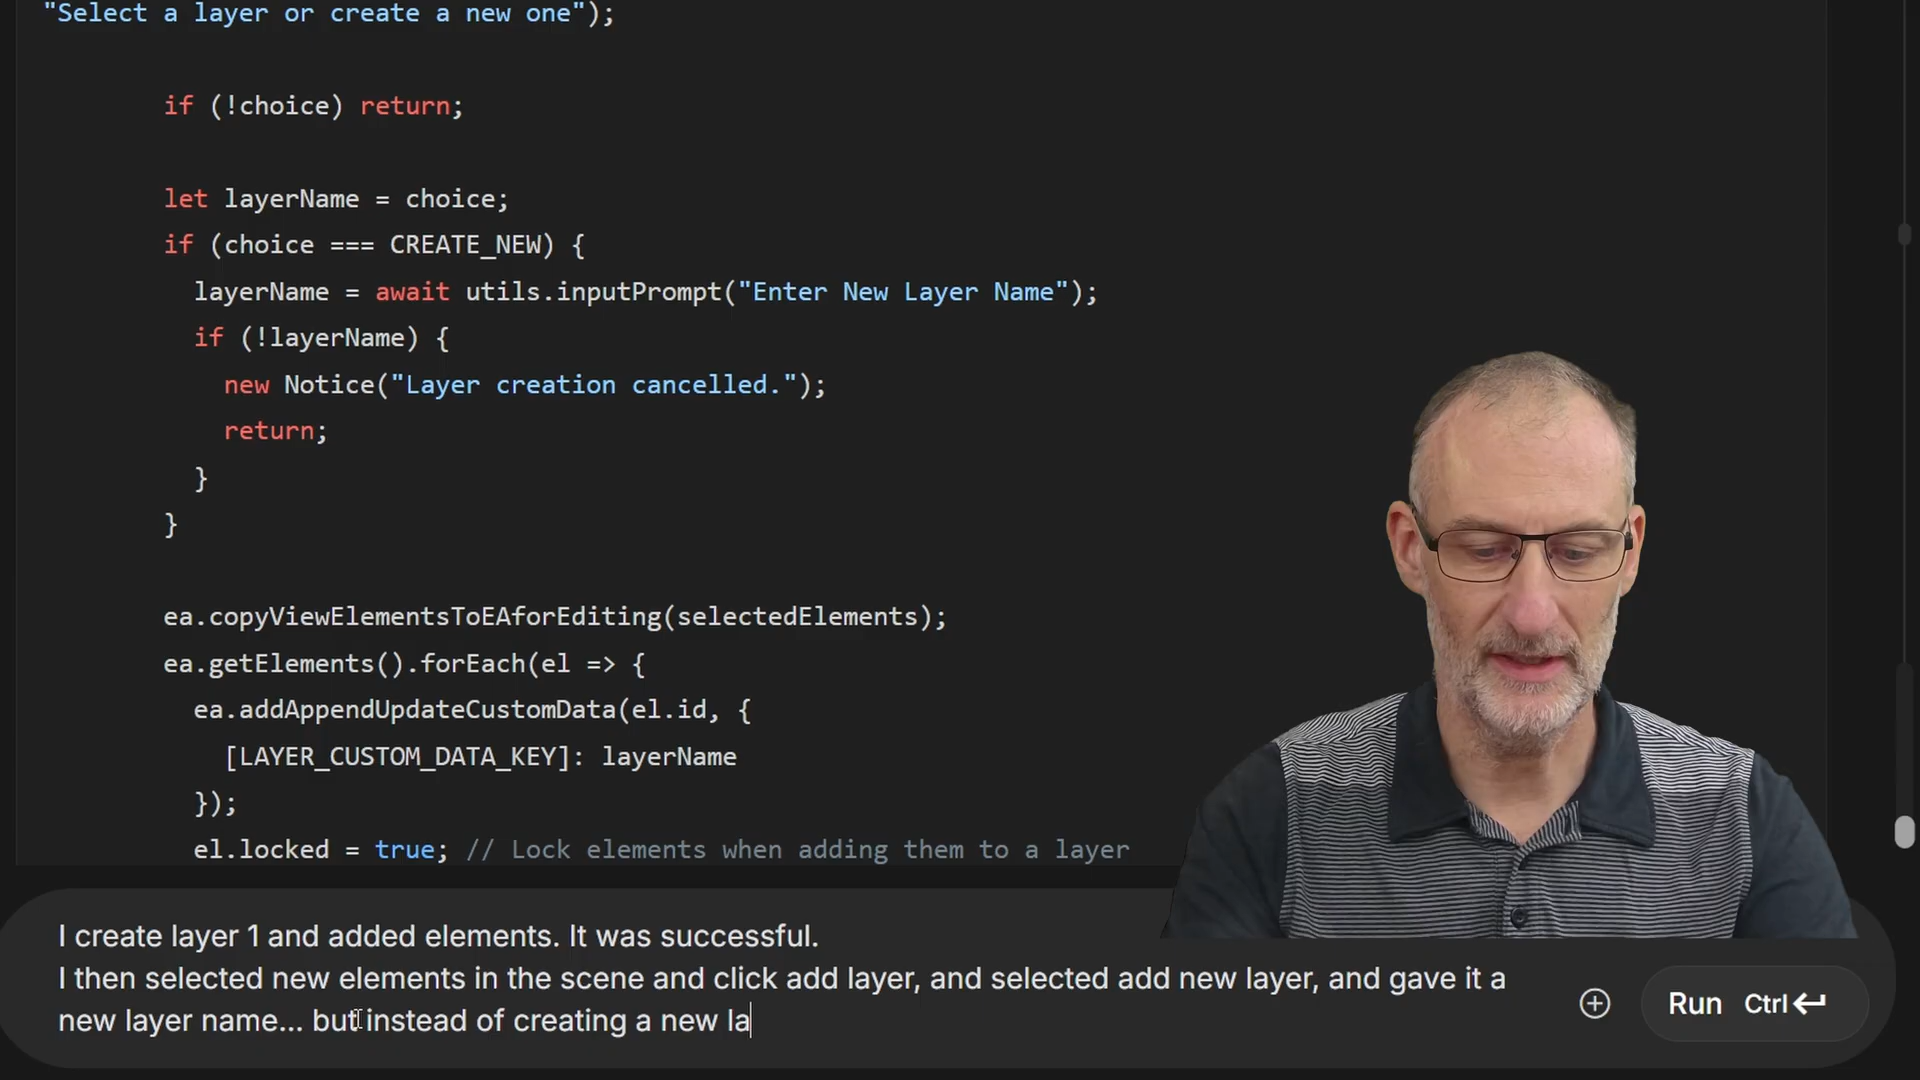 "Select a layer or create a new one");
if (!choice) return;
let layerName = choice;
if (choice === CREATE_NEW) {
layerName = await utils.inputPrompt("Enter New Layer Name");
if (!layerName) {
new Notice("Layer creation cancelled.");
return;
}
}
ea.copyViewElementsToEAforEditing(selectedElements);
ea.getElements().forEach(el => {
ea.addAppendUpdateCustomData(el.id, {
[LAYER_CUSTOM_DATA_KEY]: layerName
});
el.locked = true; // Lock elements when adding them to a layer
I create layer 1 and added elements. It was successful.
I then selected new elements in the scene and click add layer, and selected add new layer, and gave it a
new layer name... but instead of creating a new la
Run Ctrl